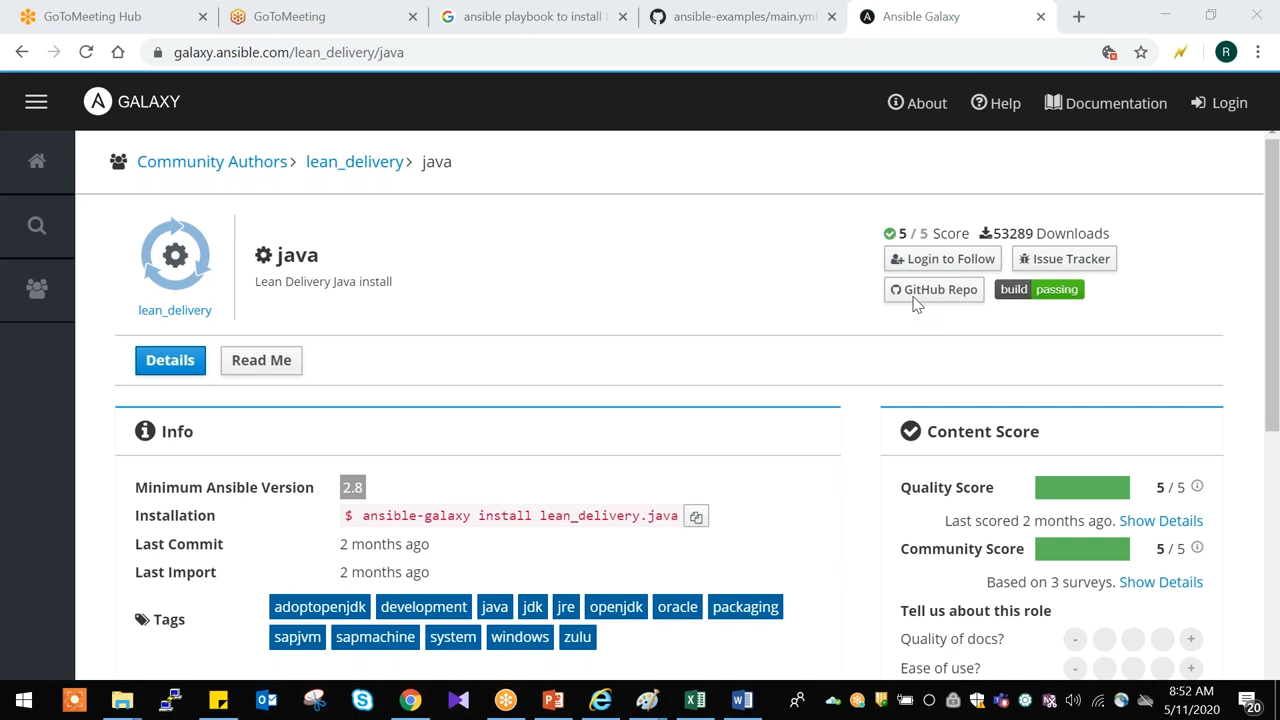 GoToMeeting Hub
GoToMeeting
ansible playbook to install
ansible-examples/main.yml
Ansible Galaxy
galaxy.ansible.com/lean_delivery/java
R
A
GALAXY
About
Help
Documentation
Login
Community Authors> lean_delivery> java
5 / 5 Score 53289 Downloads
java
Login to Follow
Issue Tracker
Lean Delivery Java install
GitHub Repo
build passing
lean_delivery
Details
Read Me
Info
Content Score
Minimum Ansible Version 2.8
Quality Score 5 / 5
Installation $ ansible-galaxy install lean_delivery.java
Last scored 2 months ago. Show Details
Last Commit 2 months ago
Community Score 5 / 5
Last Import 2 months ago
Based on 3 surveys. Show Details
Tags
adoptopenjdk development java jdk jre openjdk oracle packaging
sapjvm sapmachine system windows zulu
Tell us about this role
Quality of docs? - +
Ease of use? - +
8:52 AM
5/11/2020
20